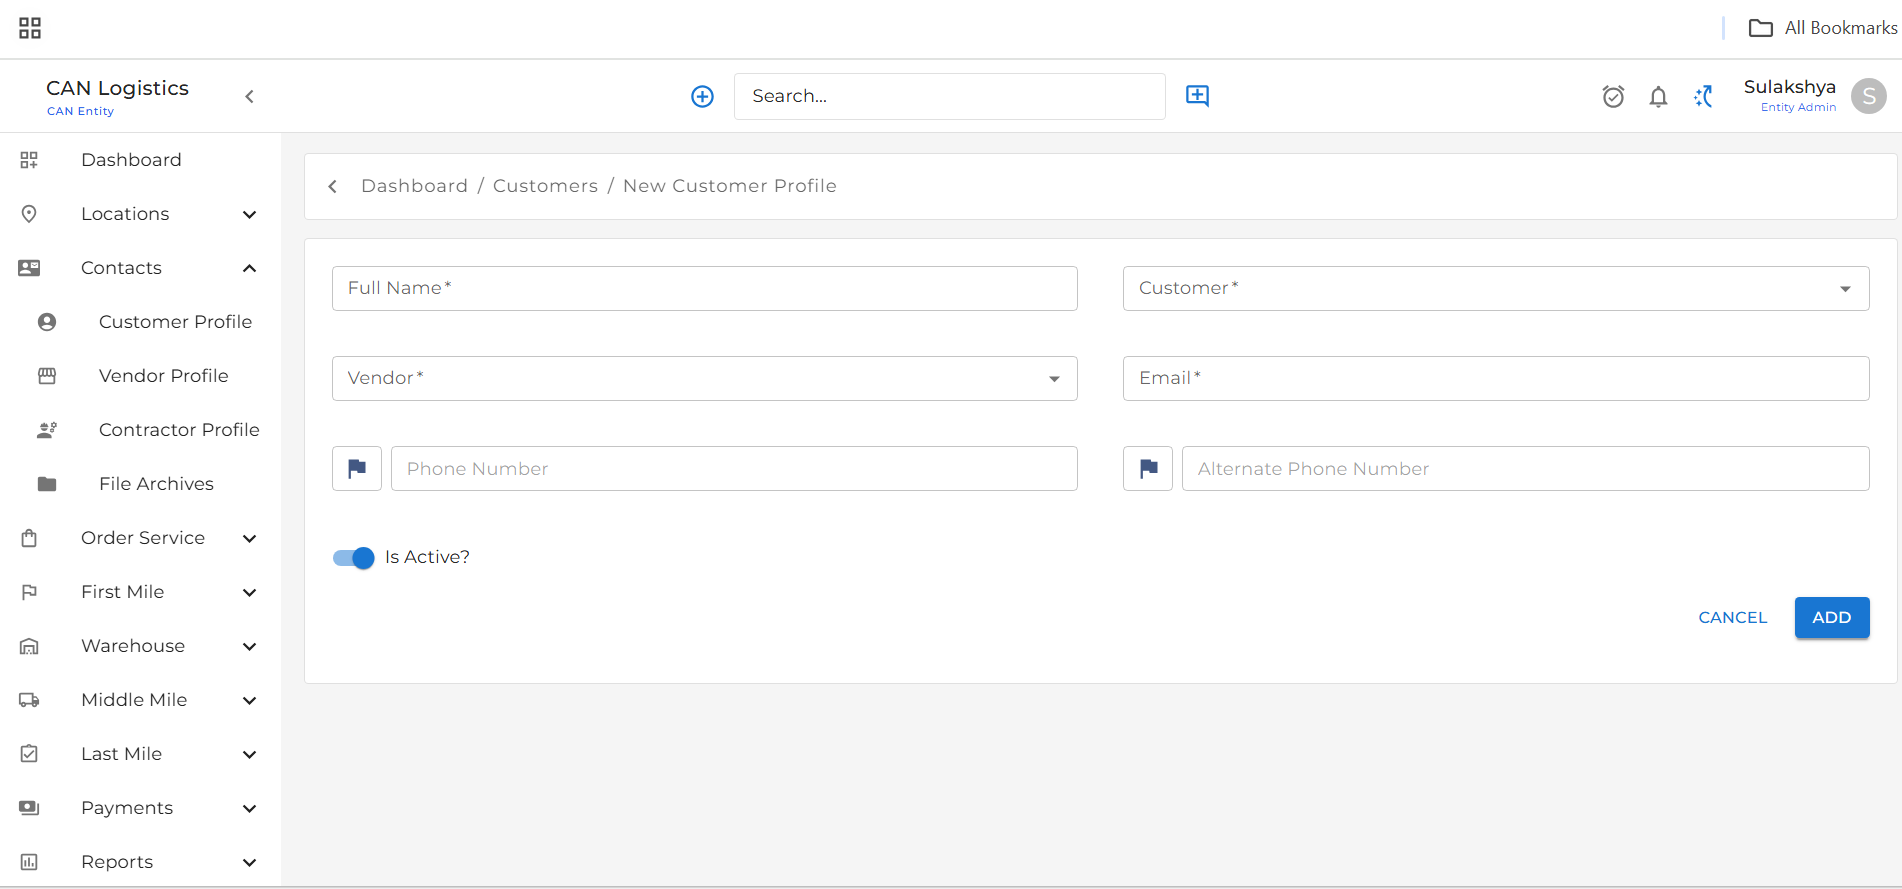 All Bookmarks
CAN Logistics
CAN Entity
Search...
Sulakshya
Entity Admin
S
Dashboard
Locations
Contacts
Customer Profile
Vendor Profile
Contractor Profile
File Archives
Order Service
First Mile
Warehouse
Middle Mile
Last Mile
Payments
Reports
Dashboard / Customers / New Customer Profile
Full Name*
Customer*
Vendor*
Email*
Phone Number
Alternate Phone Number
Is Active?
CANCEL
ADD